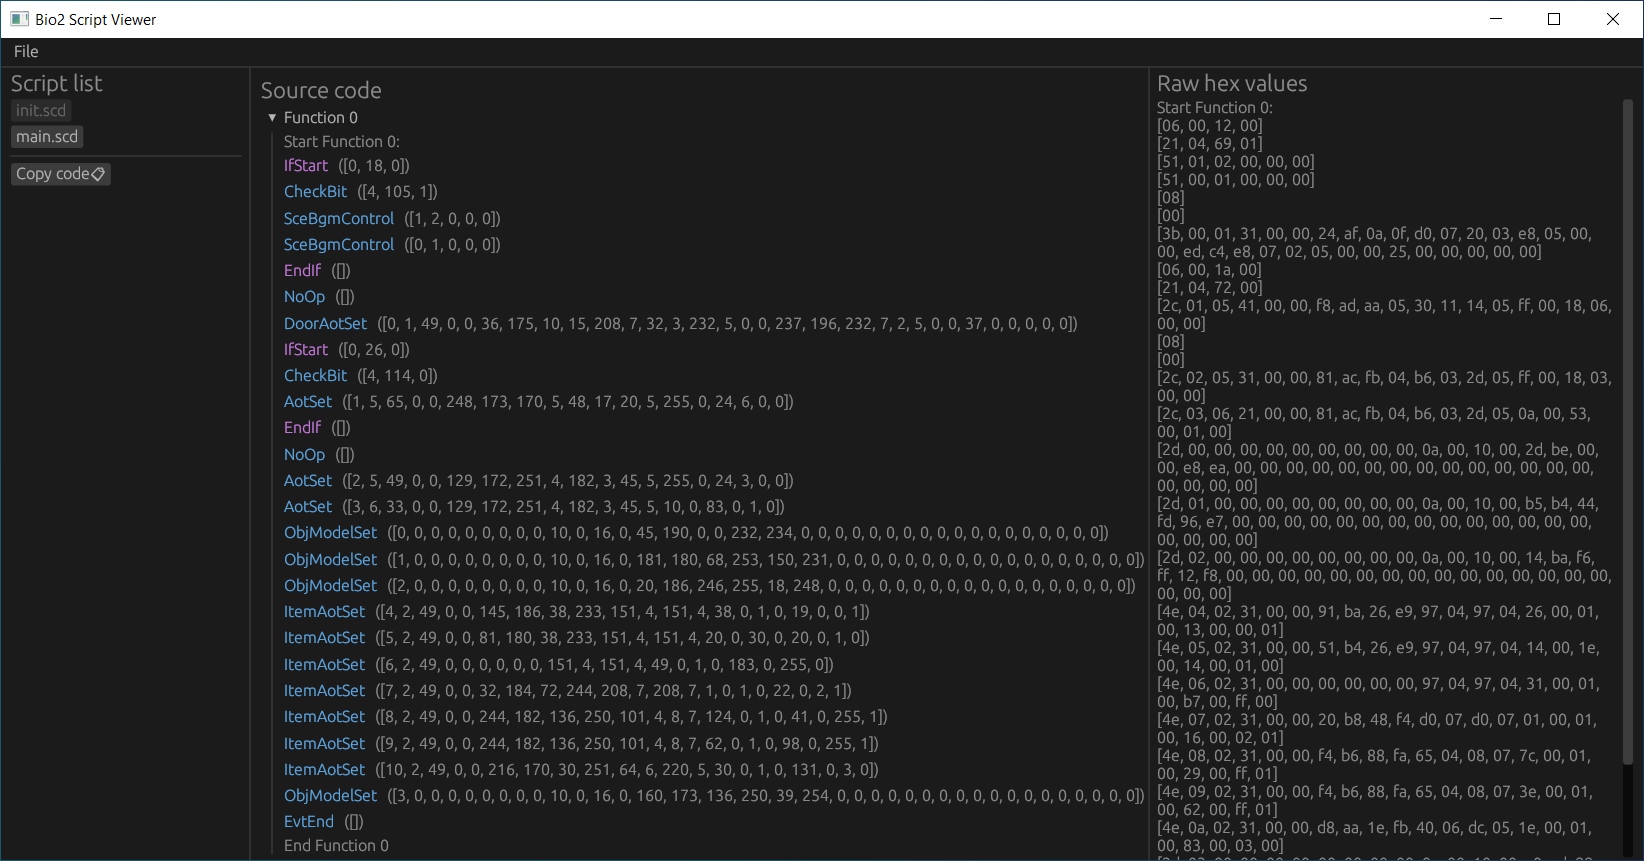 Bio2 Script Viewer
File
Script list
init.scd
main.scd
Copy code
Source code
▼ Function 0
Start Function 0:
IfStart ([0, 18, 0])
CheckBit ([4, 105, 1])
SceBgmControl ([1, 2, 0, 0, 0])
SceBgmControl ([0, 1, 0, 0, 0])
EndIf ([])
NoOp ([])
DoorAotSet ([0, 1, 49, 0, 0, 36, 175, 10, 15, 208, 7, 32, 3, 232, 5, 0, 0, 237, 196, 232, 7, 2, 5, 0, 0, 37, 0, 0, 0, 0, 0])
IfStart ([0, 26, 0])
CheckBit ([4, 114, 0])
AotSet ([1, 5, 65, 0, 0, 248, 173, 170, 5, 48, 17, 20, 5, 255, 0, 24, 6, 0, 0])
EndIf ([])
NoOp ([])
AotSet ([2, 5, 49, 0, 0, 129, 172, 251, 4, 182, 3, 45, 5, 255, 0, 24, 3, 0, 0])
AotSet ([3, 6, 33, 0, 0, 129, 172, 251, 4, 182, 3, 45, 5, 10, 0, 83, 0, 1, 0])
ObjModelSet ([0, 0, 0, 0, 0, 0, 0, 0, 0, 10, 0, 16, 0, 45, 190, 0, 0, 232, 234, 0, 0, 0, 0, 0, 0, 0, 0, 0, 0, 0, 0, 0, 0, 0, 0, 0, 0])
ObjModelSet ([1, 0, 0, 0, 0, 0, 0, 0, 0, 10, 0, 16, 0, 181, 180, 68, 253, 150, 231, 0, 0, 0, 0, 0, 0, 0, 0, 0, 0, 0, 0, 0, 0, 0, 0, 0, 0])
ObjModelSet ([2, 0, 0, 0, 0, 0, 0, 0, 0, 10, 0, 16, 0, 20, 186, 246, 255, 18, 248, 0, 0, 0, 0, 0, 0, 0, 0, 0, 0, 0, 0, 0, 0, 0, 0, 0, 0])
ItemAotSet ([4, 2, 49, 0, 0, 145, 186, 38, 233, 151, 4, 151, 4, 38, 0, 1, 0, 19, 0, 0, 1])
ItemAotSet ([5, 2, 49, 0, 0, 81, 180, 38, 233, 151, 4, 151, 4, 20, 0, 30, 0, 20, 0, 1, 0])
ItemAotSet ([6, 2, 49, 0, 0, 0, 0, 0, 0, 151, 4, 151, 4, 49, 0, 1, 0, 183, 0, 255, 0])
ItemAotSet ([7, 2, 49, 0, 0, 32, 184, 72, 244, 208, 7, 208, 7, 1, 0, 1, 0, 22, 0, 2, 1])
ItemAotSet ([8, 2, 49, 0, 0, 244, 182, 136, 250, 101, 4, 8, 7, 124, 0, 1, 0, 41, 0, 255, 1])
ItemAotSet ([9, 2, 49, 0, 0, 244, 182, 136, 250, 101, 4, 8, 7, 62, 0, 1, 0, 98, 0, 255, 1])
ItemAotSet ([10, 2, 49, 0, 0, 216, 170, 30, 251, 64, 6, 220, 5, 30, 0, 1, 0, 131, 0, 3, 0])
ObjModelSet ([3, 0, 0, 0, 0, 0, 0, 0, 0, 10, 0, 16, 0, 160, 173, 136, 250, 39, 254, 0, 0, 0, 0, 0, 0, 0, 0, 0, 0, 0, 0, 0, 0, 0, 0, 0, 0])
EvtEnd ([])
End Function 0
Raw hex values
Start Function 0:
[06, 00, 12, 00]
[21, 04, 69, 01]
[51, 01, 02, 00, 00, 00]
[51, 00, 01, 00, 00, 00]
[08]
[00]
[3b, 00, 01, 31, 00, 00, 24, af, 0a, 0f, d0, 07, 20, 03, e8, 05, 00,
00, ed, c4, e8, 07, 02, 05, 00, 00, 25, 00, 00, 00, 00, 00]
[06, 00, 1a, 00]
[21, 04, 72, 00]
[2c, 01, 05, 41, 00, 00, f8, ad, aa, 05, 30, 11, 14, 05, ff, 00, 18, 06,
00, 00]
[08]
[00]
[2c, 02, 05, 31, 00, 00, 81, ac, fb, 04, b6, 03, 2d, 05, ff, 00, 18, 03,
00, 00]
[2c, 03, 06, 21, 00, 00, 81, ac, fb, 04, b6, 03, 2d, 05, 0a, 00, 53,
00, 01, 00]
[2d, 00, 00, 00, 00, 00, 00, 00, 00, 00, 0a, 00, 10, 00, 2d, be, 00,
00, e8, ea, 00, 00, 00, 00, 00, 00, 00, 00, 00, 00, 00, 00, 00, 00,
00, 00, 00, 00]
[2d, 01, 00, 00, 00, 00, 00, 00, 00, 00, 0a, 00, 10, 00, b5, b4, 44,
fd, 96, e7, 00, 00, 00, 00, 00, 00, 00, 00, 00, 00, 00, 00, 00, 00,
00, 00, 00, 00]
[2d, 02, 00, 00, 00, 00, 00, 00, 00, 00, 0a, 00, 10, 00, 14, ba, f6,
ff, 12, f8, 00, 00, 00, 00, 00, 00, 00, 00, 00, 00, 00, 00, 00, 00, 00,
00, 00, 00]
[4e, 04, 02, 31, 00, 00, 91, ba, 26, e9, 97, 04, 97, 04, 26, 00, 01,
00, 13, 00, 00, 01]
[4e, 05, 02, 31, 00, 00, 51, b4, 26, e9, 97, 04, 97, 04, 14, 00, 1e,
00, 14, 00, 01, 00]
[4e, 06, 02, 31, 00, 00, 00, 00, 00, 00, 97, 04, 97, 04, 31, 00, 01,
00, b7, 00, ff, 00]
[4e, 07, 02, 31, 00, 00, 20, b8, 48, f4, d0, 07, d0, 07, 01, 00, 01,
00, 16, 00, 02, 01]
[4e, 08, 02, 31, 00, 00, f4, b6, 88, fa, 65, 04, 08, 07, 7c, 00, 01,
00, 29, 00, ff, 01]
[4e, 09, 02, 31, 00, 00, f4, b6, 88, fa, 65, 04, 08, 07, 3e, 00, 01,
00, 62, 00, ff, 01]
[4e, 0a, 02, 31, 00, 00, d8, aa, 1e, fb, 40, 06, dc, 05, 1e, 00, 01,
00, 83, 00, 03, 00]